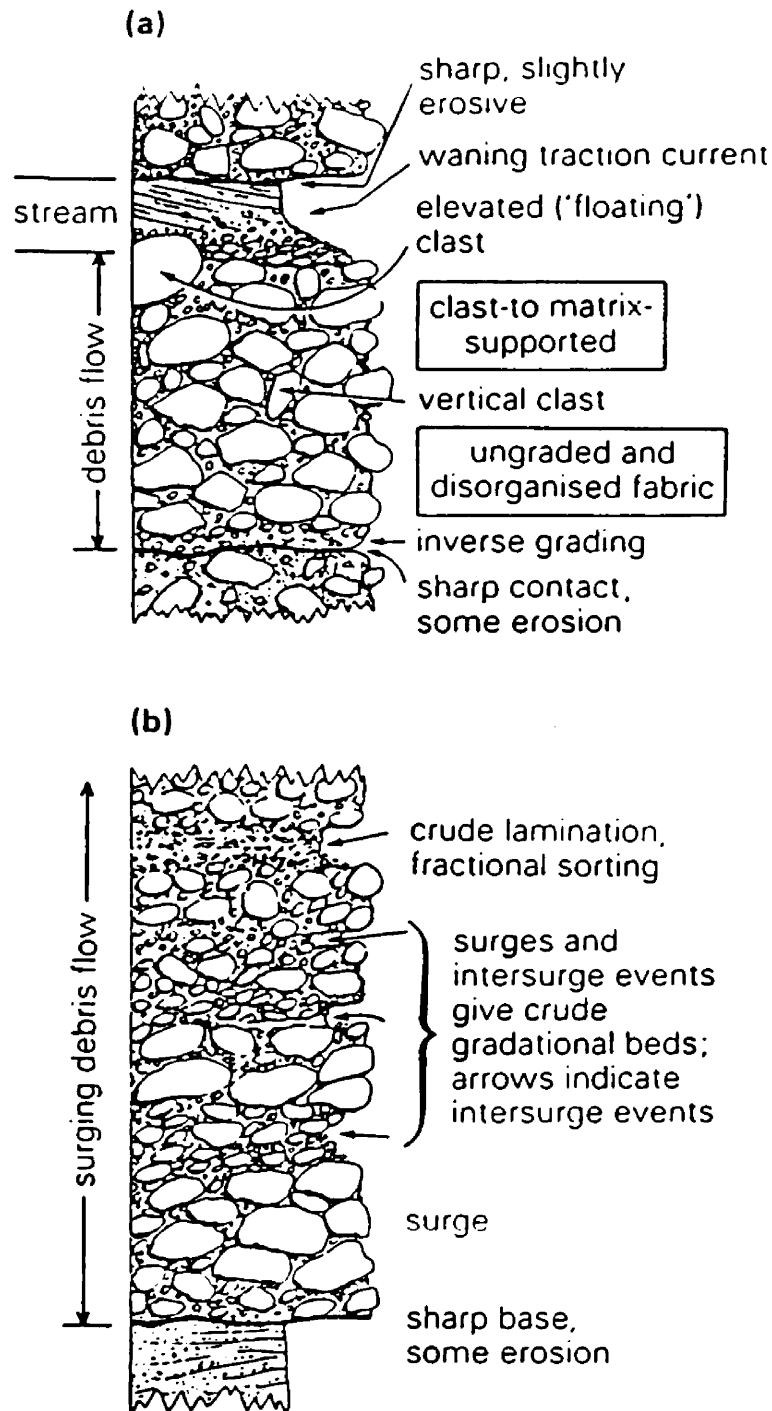 (a)
sharp, slightly
erosive
waning traction current
stream
elevated ('floating')
clast
clast-to matrix-
supported
debris flow
vertical clast
ungraded and
disorganised fabric
inverse grading
sharp contact,
some erosion
(b)
surging debris flow
crude lamination,
fractional sorting
surges and
intersurge events
give crude
gradational beds;
arrows indicate
intersurge events
surge
sharp base,
some erosion